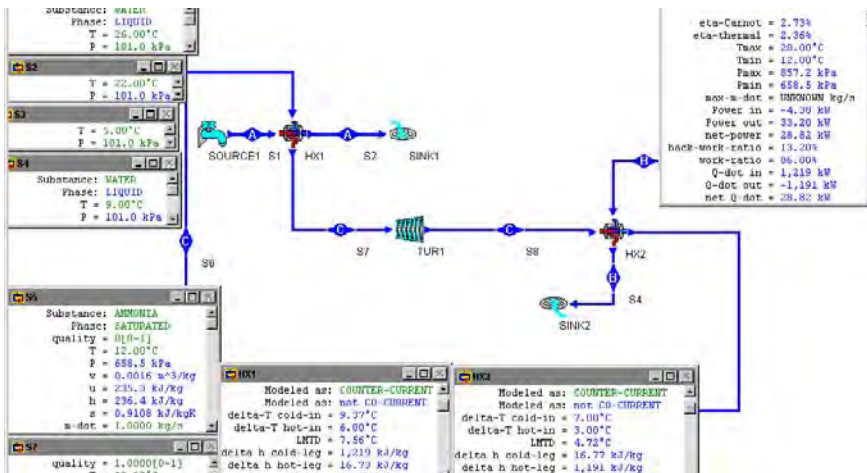 Substance: WATER
Phase: LIQUID
T = 26.00°C
P = 101.0 kPa
S2
T = 22.00°C
P = 101.0 kPa
S3
T = 5.00°C
P = 101.0 kPa
S4
Substance: WATER
Phase: LIQUID
T = 9.00°C
P = 101.0 kPa
eta-Carnot = 2.73%
eta-thermal = 2.36%
Tmax = 20.00°C
Tmin = 12.00°C
Pmax = 857.2 kPa
Pmin = 658.5 kPa
max-m-dot = UNKNOWN kg/s
Power in = -4.38 kW
Power out = 33.20 kW
net-power = 28.82 kW
back-work-ratio = 13.20%
work-ratio = 86.80%
Q-dot in = 1,219 kW
Q-dot out = -1,191 kW
net Q-dot = 28.82 kW
A
A
SOURCE1
S1
HX1
S2
SINK1
B
C
C
C
S7
TUR1
S8
HX2
S6
B
S4
SINK2
S5
Substance: AMMONIA
Phase: SATURATED
quality = 0[0-1]
T = 12.00°C
P = 658.5 kPa
v = 0.0016 m^3/kg
u = 235.3 kJ/kg
h = 236.4 kJ/kg
s = 0.9108 kJ/kgK
m-dot = 1.0000 kg/s
S7
quality = 1.0000[0-1]
HX1
Modeled as: COUNTER-CURRENT
Modeled as: not CO-CURRENT
delta-T cold-in = 9.37°C
delta-T hot-in = 6.00°C
LMTD = 7.56°C
delta h cold-leg = 1,219 kJ/kg
delta h hot-leg = 16.73 kJ/kg
HX2
Modeled as: COUNTER-CURRENT
Modeled as: not CO-CURRENT
delta-T cold-in = 7.00°C
delta-T hot-in = 3.00°C
LMTD = 4.72°C
delta h cold-leg = 16.77 kJ/kg
delta h hot-leg = 1,191 kJ/kg